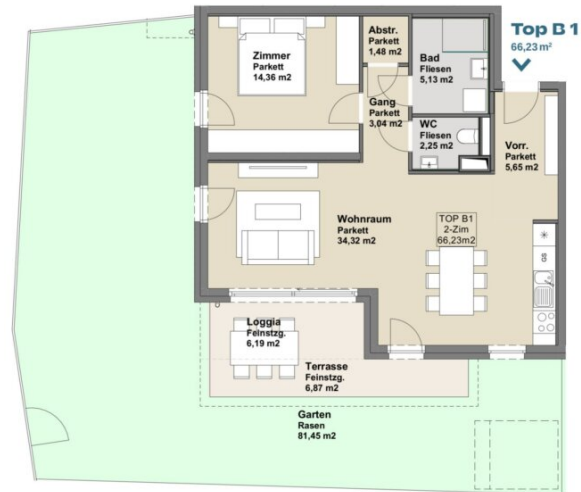 Top B 1
66,23 m²
Abstr.
Parkett
1,48 m2
Zimmer
Parkett
14,36 m2
Bad
Fliesen
5,13 m2
Gang
Parkett
3,04 m2
WC
Fliesen
2,25 m2
Vorr.
Parkett
5,65 m2
Wohnraum
Parkett
34,32 m2
TOP B1
2-Zim
66,23m2
GS
Loggia
Feinstzg.
6,19 m2
Terrasse
Feinstzg.
6,87 m2
Garten
Rasen
81,45 m2